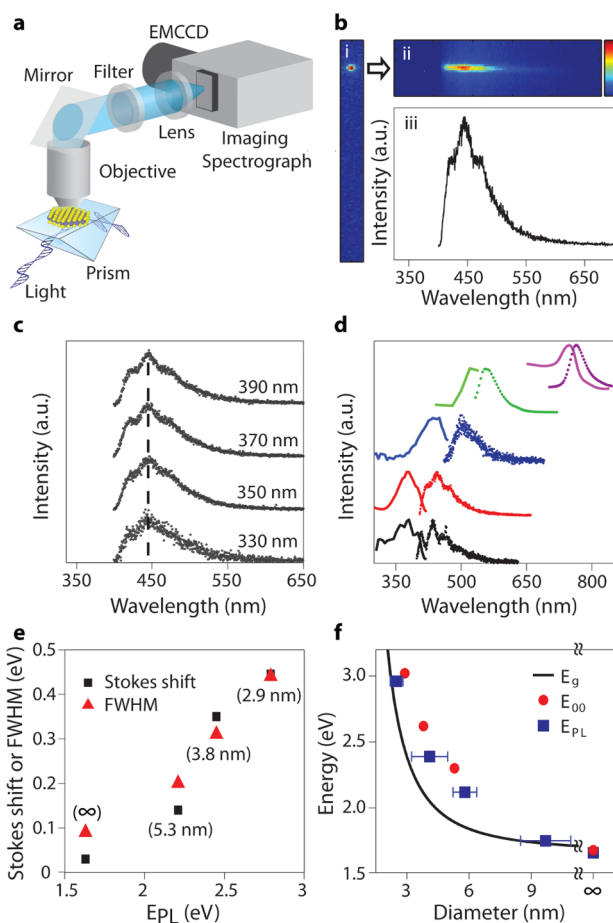 a
EMCCD
Mirror
Filter
Lens
Imaging
Spectrograph
Objective
Prism
Light
b
i
ii
iii
Intensity (a.u.)
350 450 550 650
Wavelength (nm)
c
390 nm
370 nm
350 nm
330 nm
Intensity (a.u.)
350 450 550 650
Wavelength (nm)
d
Intensity (a.u.)
350 500 650 800
Wavelength (nm)
e
Stokes shift or FWHM (eV)
0.5
0.4
0.3
0.2
0.1
0
Stokes shift
FWHM
(2.9 nm)
(3.8 nm)
(5.3 nm)
(∞)
1.5 2 2.5 3
EPL (eV)
f
Energy (eV)
3.0
2.5
2.0
1.5
Eg
E00
EPL
3 6 9 ∞
Diameter (nm)